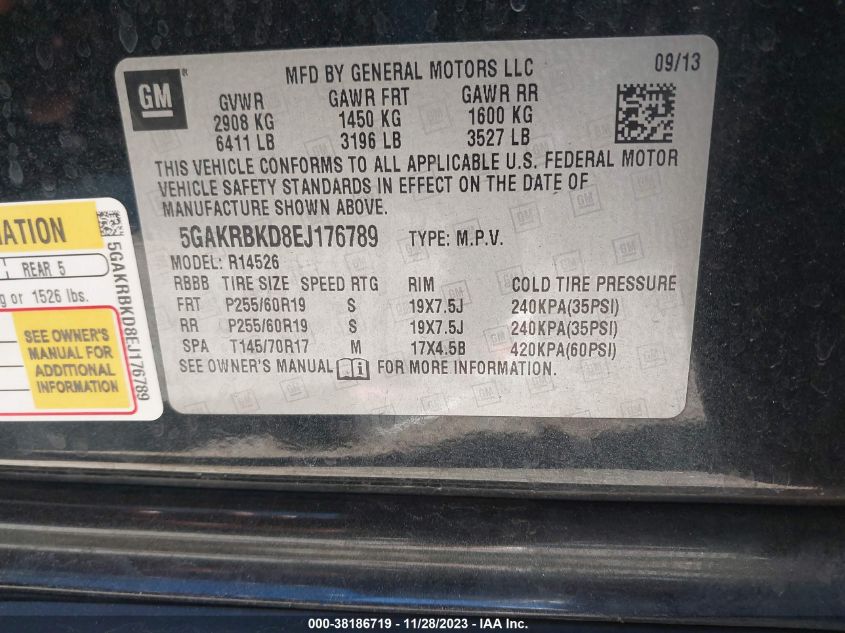 GM
MFD BY GENERAL MOTORS LLC
09/13
GVWR GAWR FRT GAWR RR
2908 KG 1450 KG 1600 KG
6411 LB 3196 LB 3527 LB
THIS VEHICLE CONFORMS TO ALL APPLICABLE U.S. FEDERAL MOTOR
VEHICLE SAFETY STANDARDS IN EFFECT ON THE DATE OF
MANUFACTURE SHOWN ABOVE.
5GAKRBKD8EJ176789 TYPE: M.P.V.
MODEL: R14526
RBBB TIRE SIZE SPEED RTG RIM COLD TIRE PRESSURE
FRT P255/60R19 S 19X7.5J 240KPA(35PSI)
RR P255/60R19 S 19X7.5J 240KPA(35PSI)
SPA T145/70R17 M 17X4.5B 420KPA(60PSI)
SEE OWNER'S MANUAL FOR MORE INFORMATION.
MATION
REAR 5
g or 1526 lbs.
SEE OWNER'S
MANUAL FOR
ADDITIONAL
INFORMATION
5GAKRBKD8EJ176789
000-38186719 - 11/28/2023 - IAA Inc.